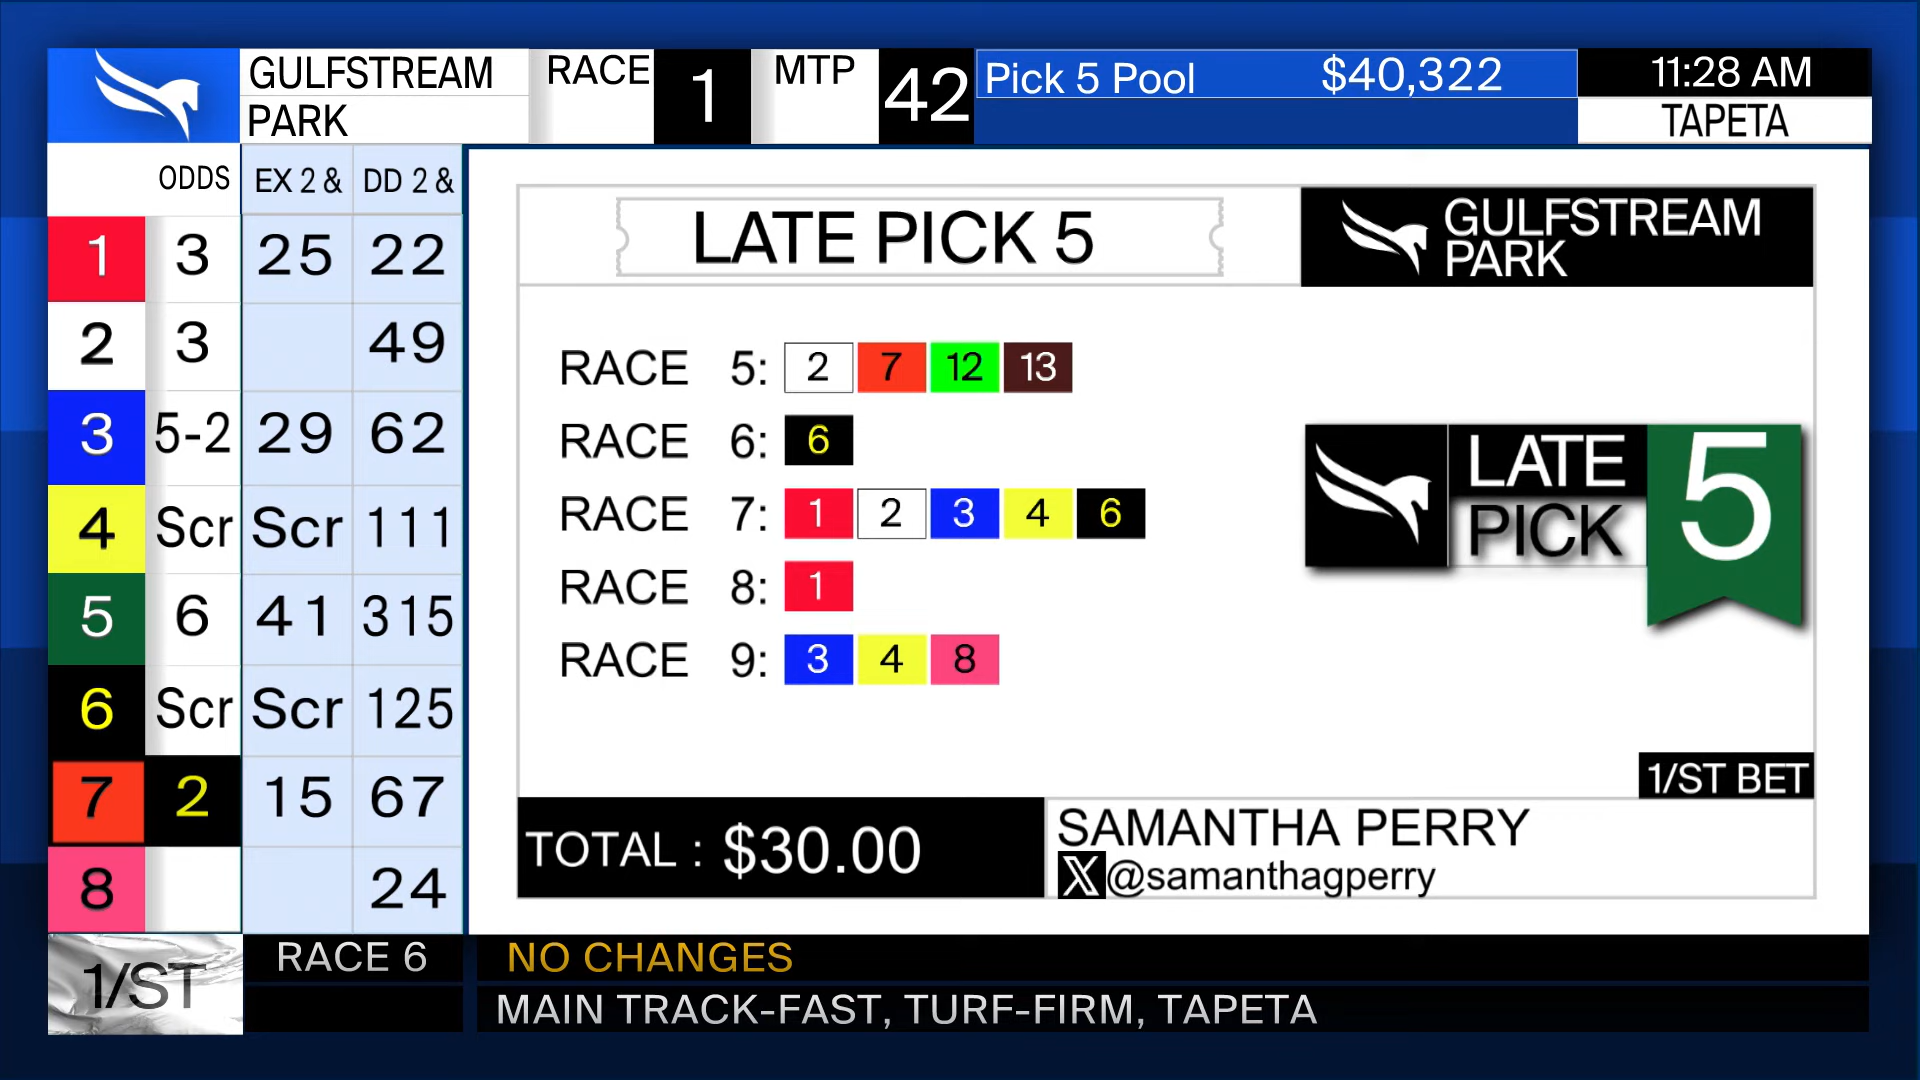 GULFSTREAM PARK
RACE 1
MTP 42
Pick 5 Pool $40,322
11:28 AM
TAPETA
ODDS EX 2 & DD 2 &
1 3 25 22
2 3 49
3 5-2 29 62
4 Scr Scr 111
5 6 41 315
6 Scr Scr 125
7 2 15 67
8 24
LATE PICK 5
GULFSTREAM
PARK
RACE 5: 2 7 12 13
RACE 6: 6
RACE 7: 1 2 3 4 6
RACE 8: 1
RACE 9: 3 4 8
LATE
PICK
5
1/ST BET
TOTAL : $30.00
SAMANTHA PERRY
X @samanthagperry
1/ST
RACE 6 NO CHANGES
MAIN TRACK-FAST, TURF-FIRM, TAPETA